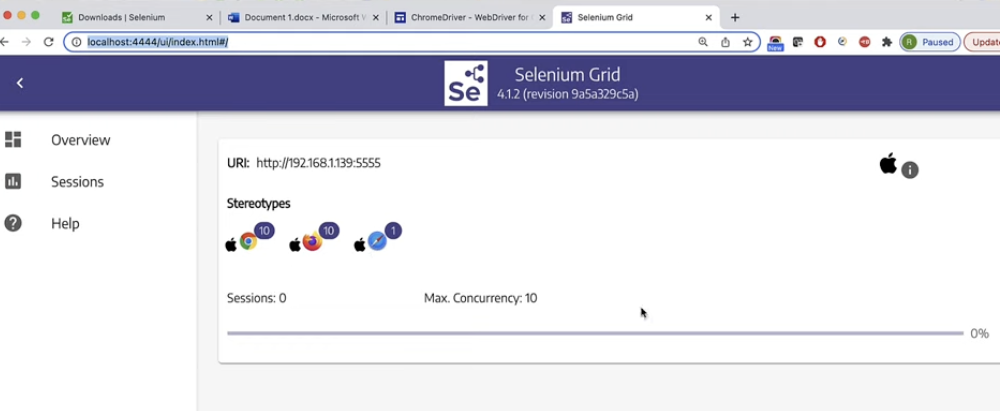 Downloads | Selenium
Document 1.docx - Microsoft
ChromeDriver - WebDriver for
Selenium Grid
localhost:4444/ui/index.html#/
New
R
Paused
Se
Selenium Grid
4.1.2 (revision 9a5a329c5a)
Overview
Sessions
Help
URI: http://192.168.1.139:5555
Stereotypes
10
10
1
Sessions: 0
Max. Concurrency: 10
0%